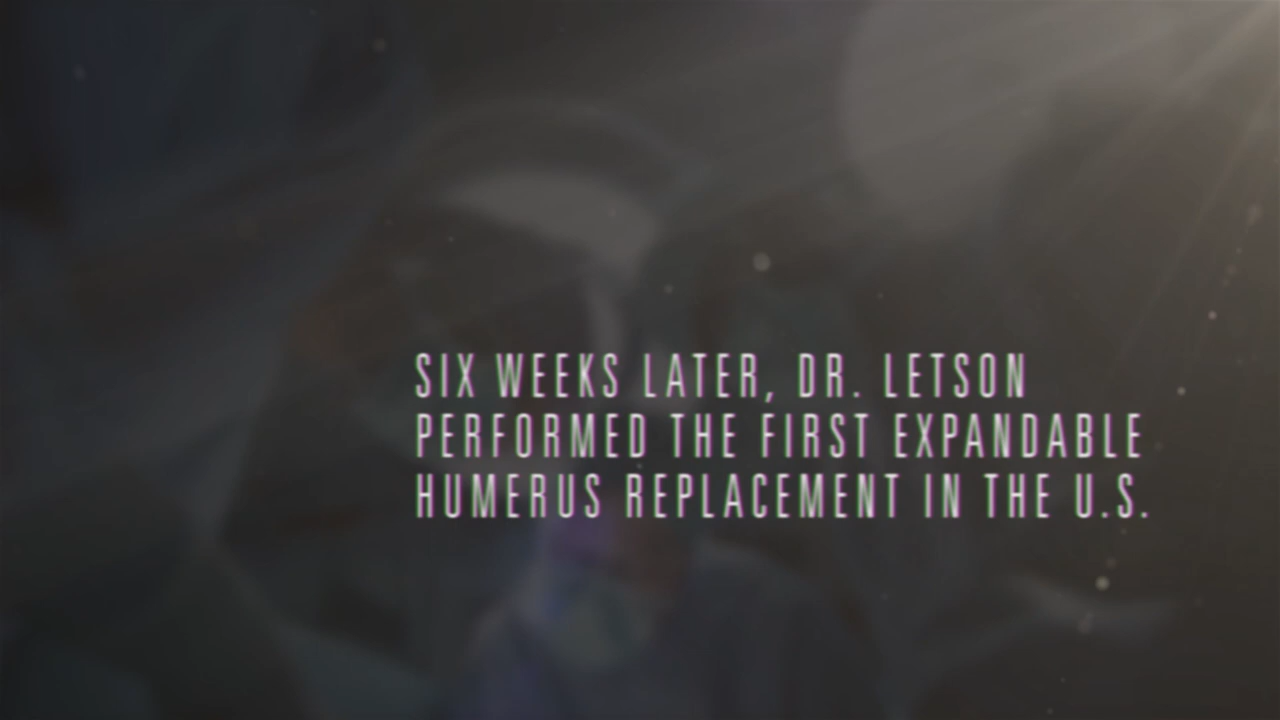 SIX WEEKS LATER, DR. LETSON
PERFORMED THE FIRST EXPANDABLE
HUMERUS REPLACEMENT IN THE U.S.